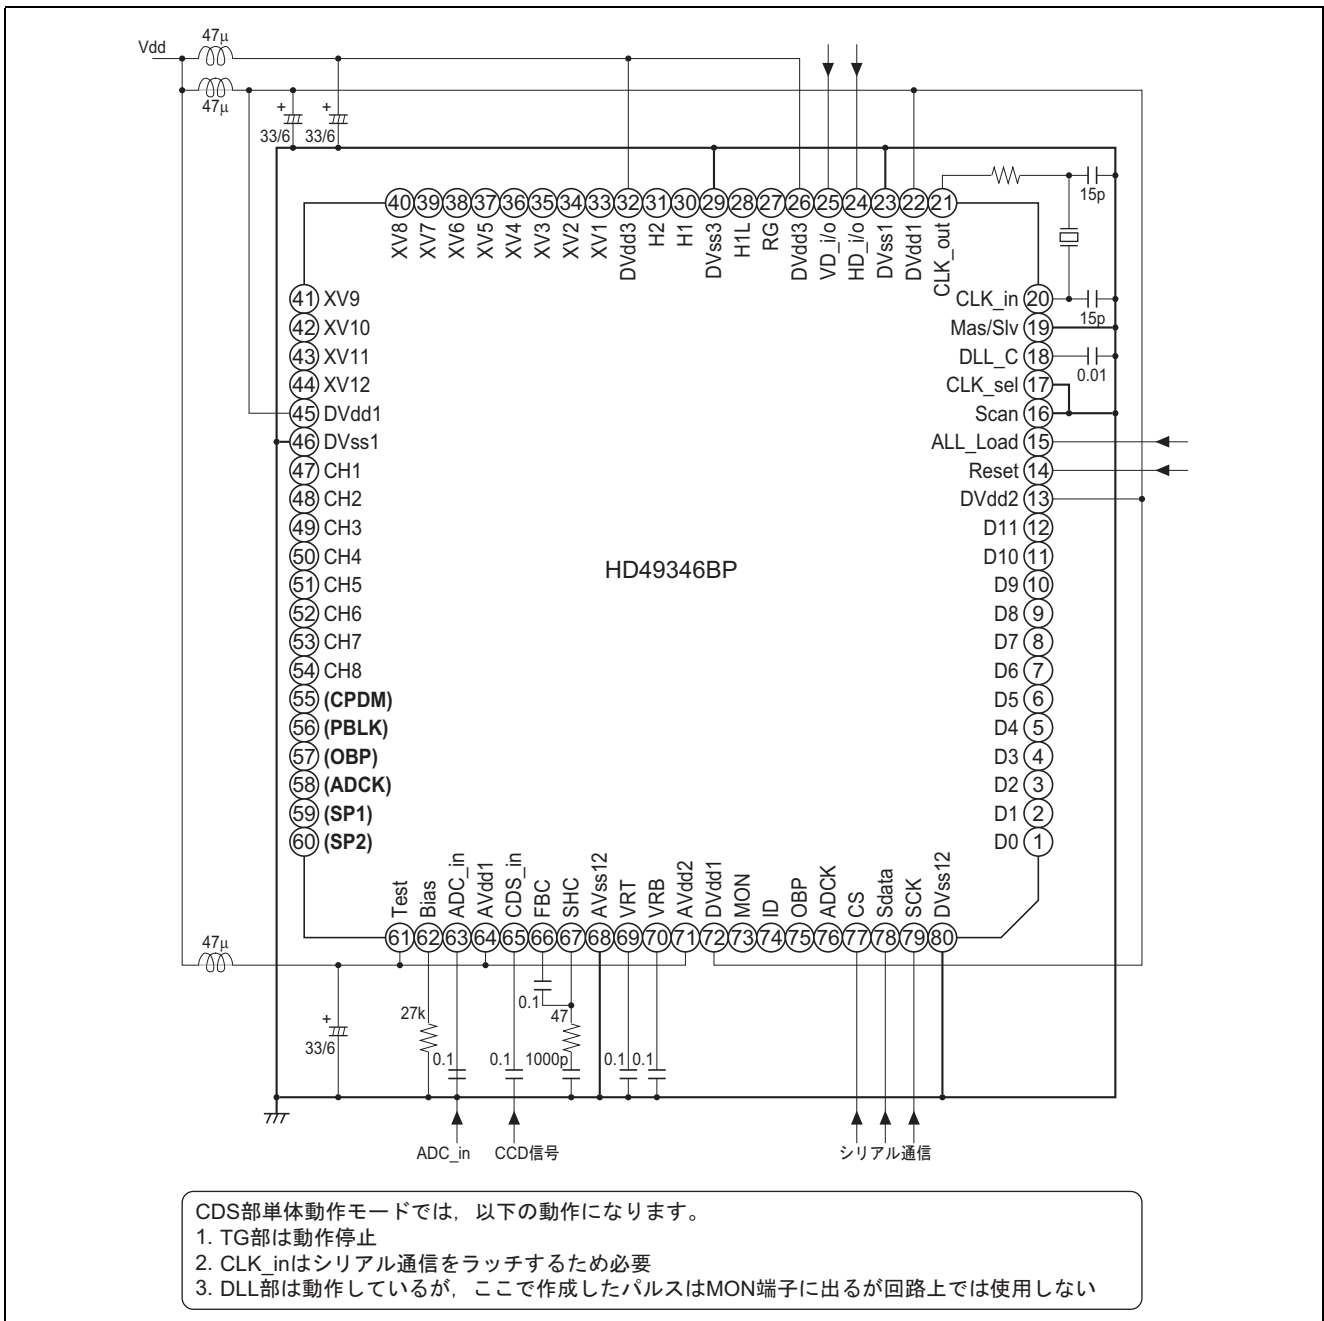 Vdd
47μ
47μ
33/6
33/6
+
+
40 39 38 37 36 35 34 33 32 31 30 29 28 27 26 25 24 23 22 21
XV8 XV7 XV6 XV5 XV4 XV3 XV2 XV1 DVdd3 H2 H1 DVss3 H1L RG DVdd3 VD_i/o HD_i/o DVss1 DVdd1 CLK_out
15p
15p
0.01
41 XV9
42 XV10
43 XV11
44 XV12
45 DVdd1
46 DVss1
47 CH1
48 CH2
49 CH3
50 CH4
51 CH5
52 CH6
53 CH7
54 CH8
55 (CPDM)
56 (PBLK)
57 (OBP)
58 (ADCK)
59 (SP1)
60 (SP2)
HD49346BP
CLK_in 20
Mas/Slv 19
DLL_C 18
CLK_sel 17
Scan 16
ALL_Load 15
Reset 14
DVdd2 13
D11 12
D10 11
D9 10
D8 9
D7 8
D6 7
D5 6
D4 5
D3 4
D2 3
D1 2
D0 1
Test Bias ADC_in AVdd1 CDS_in FBC SHC AVss12 VRT VRB AVdd2 DVdd1 MON ID OBP ADCK CS Sdata SCK DVss12
61 62 63 64 65 66 67 68 69 70 71 72 73 74 75 76 77 78 79 80
47μ
+
33/6
27k
0.1
0.1
0.1
47
1000p
0.1
0.1
ADC_in
CCD信号
シリアル通信
CDS部単体動作モードでは，以下の動作になります。
1. TG部は動作停止
2. CLK_inはシリアル通信をラッチするため必要
3. DLL部は動作しているが，ここで作成したパルスはMON端子に出るが回路上では使用しない